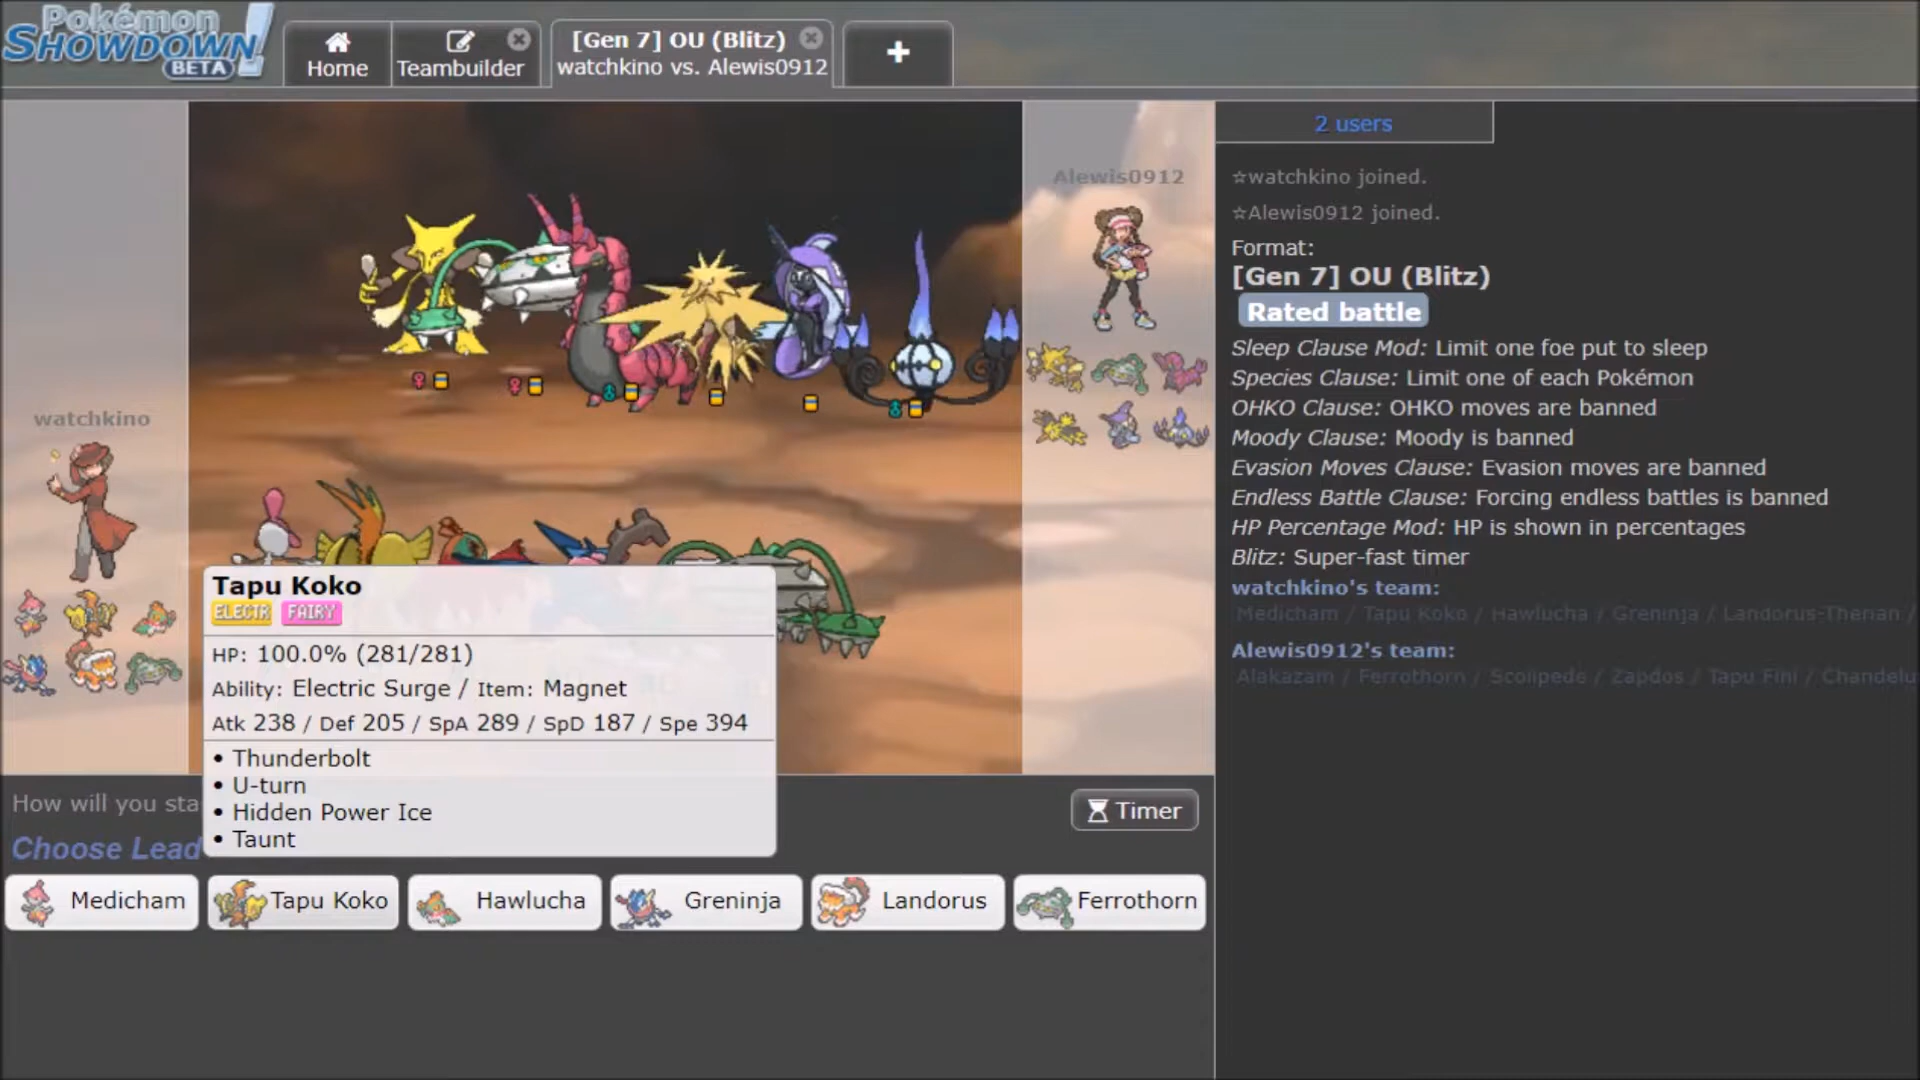 Pokémon
SHOWDOWN!
BETA
Home
Teambuilder
[Gen 7] OU (Blitz)
watchkino vs. Alewis0912
2 users
☆watchkino joined.
☆Alewis0912 joined.
Format:
[Gen 7] OU (Blitz)
Rated battle
Sleep Clause Mod: Limit one foe put to sleep
Species Clause: Limit one of each Pokémon
OHKO Clause: OHKO moves are banned
Moody Clause: Moody is banned
Evasion Moves Clause: Evasion moves are banned
Endless Battle Clause: Forcing endless battles is banned
HP Percentage Mod: HP is shown in percentages
Blitz: Super-fast timer
watchkino's team:
Medicham / Tapu Koko / Hawlucha / Greninja / Landorus-Therian /
Alewis0912's team:
Alakazam / Ferrothorn / Scolipede / Zapdos / Tapu Fini / Chandelu
Alewis0912
watchkino
Tapu Koko
ELECTR FAIRY
HP: 100.0% (281/281)
Ability: Electric Surge / Item: Magnet
Atk 238 / Def 205 / SpA 289 / SpD 187 / Spe 394
• Thunderbolt
• U-turn
• Hidden Power Ice
• Taunt
How will you sta
Timer
Choose Lead
Medicham
Tapu Koko
Hawlucha
Greninja
Landorus
Ferrothorn